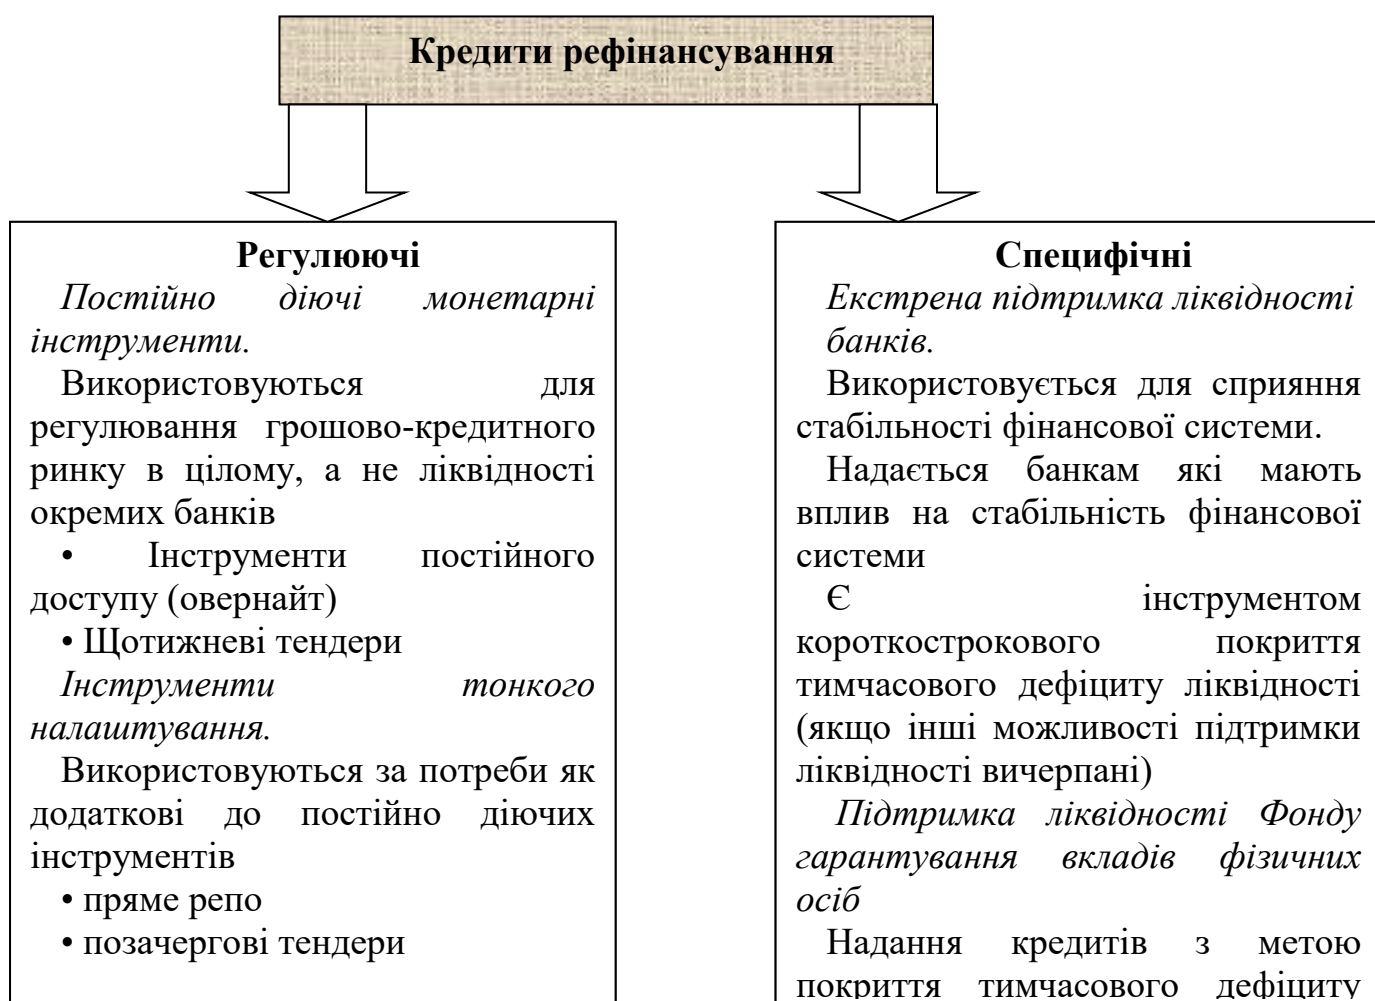 Кредити рефінансування
Регулюючі
Постійно діючі монетарні
інструменти.
Використовуються для
регулювання грошово-кредитного
ринку в цілому, а не ліквідності
окремих банків
• Інструменти постійного
доступу (овернайт)
• Щотижневі тендери
Інструменти тонкого
налаштування.
Використовуються за потреби як
додаткові до постійно діючих
інструментів
• пряме репо
• позачергові тендери
Специфічні
Екстрена підтримка ліквідності
банків.
Використовується для сприяння
стабільності фінансової системи.
Надається банкам які мають
вплив на стабільність фінансової
системи
Є інструментом
короткострокового покриття
тимчасового дефіциту ліквідності
(якщо інші можливості підтримки
ліквідності вичерпані)
Підтримка ліквідності Фонду
гарантування вкладів фізичних
осіб
Надання кредитів з метою
покриття тимчасового дефіциту